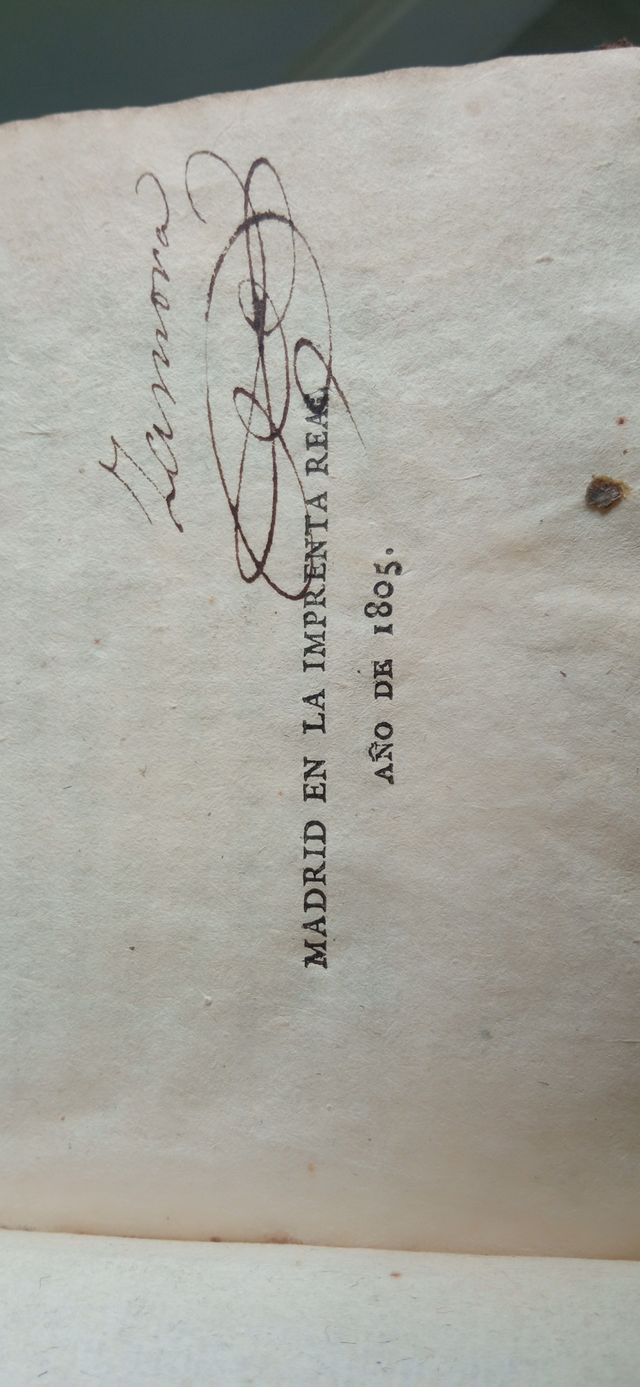 Zamora
MADRID EN LA IMPRENTA REAL
AÑO DE 1805.